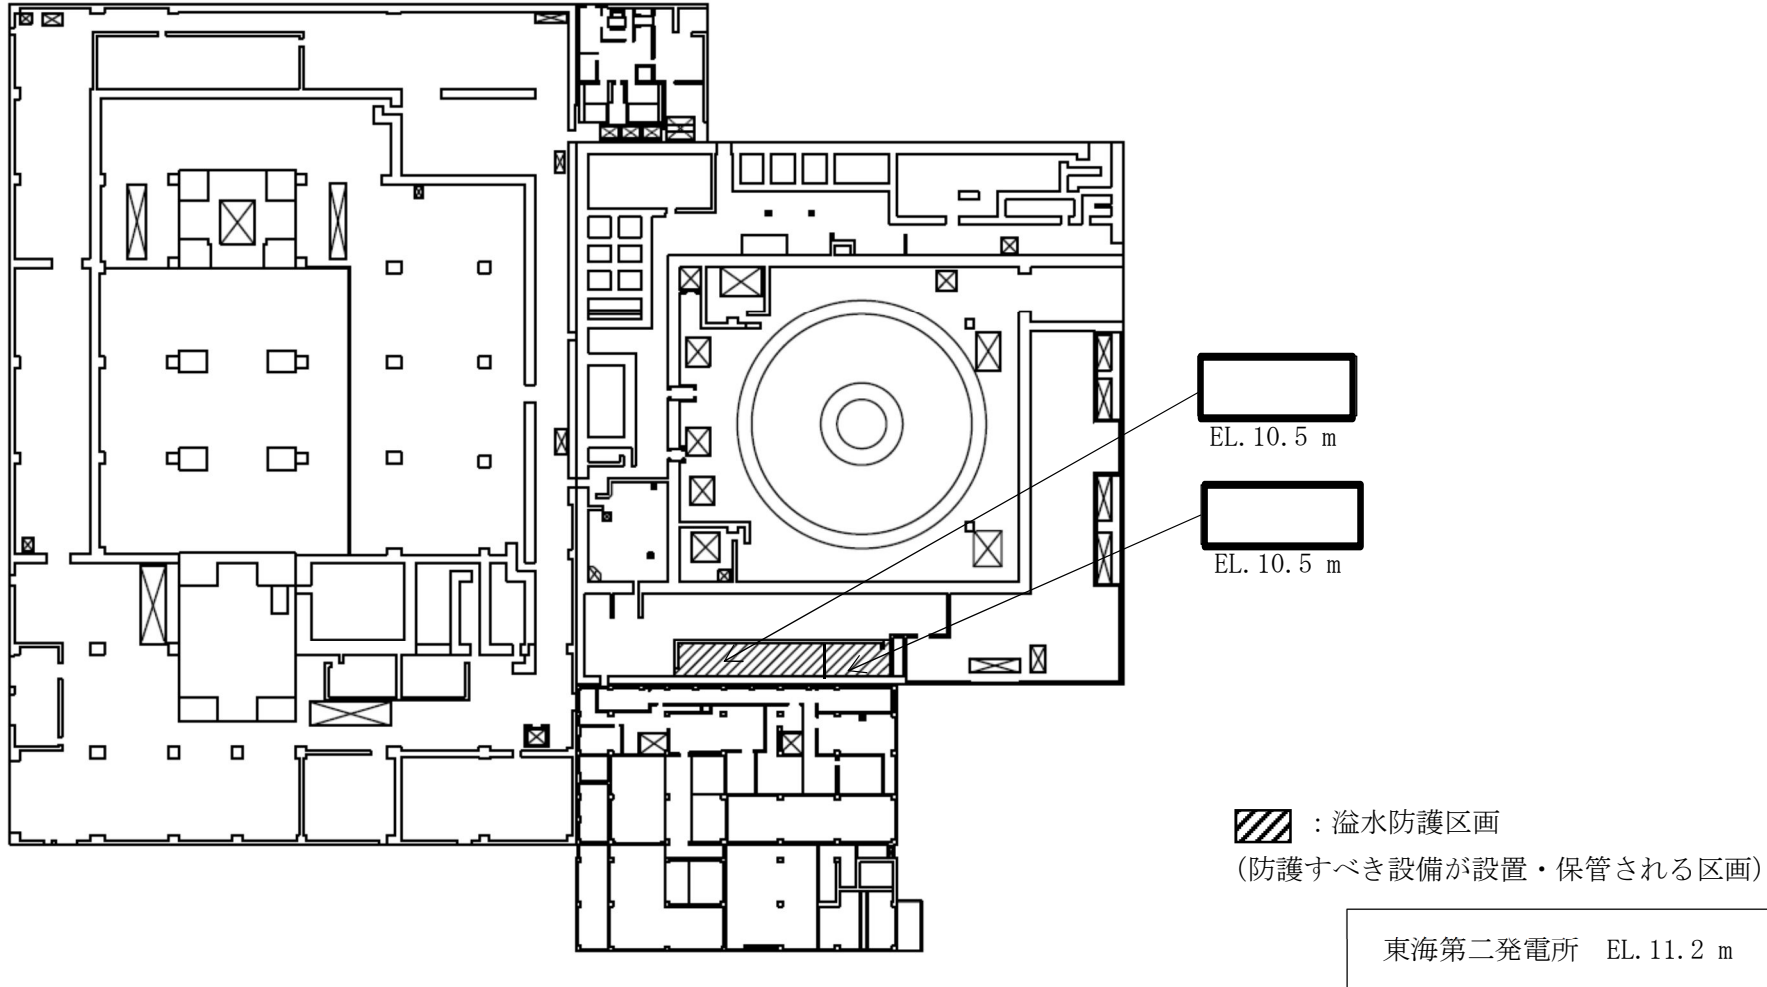 EL.10.5 m
EL.10.5 m
：溢水防護区画
(防護すべき設備が設置・保管される区画)
東海第二発電所　EL.11.2 m